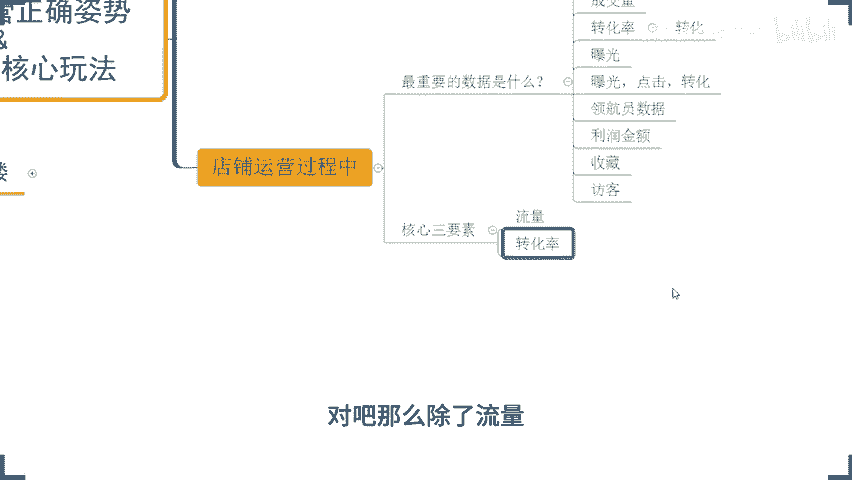 营正确姿势
&
核心玩法
成交量
转化率
转化
bilibili
曝光
最重要的数据是什么？
曝光，点击，转化
领航员数据
利润金额
收藏
访客
店铺运营过程中
核心三要素
流量
转化率
对吧那么除了流量